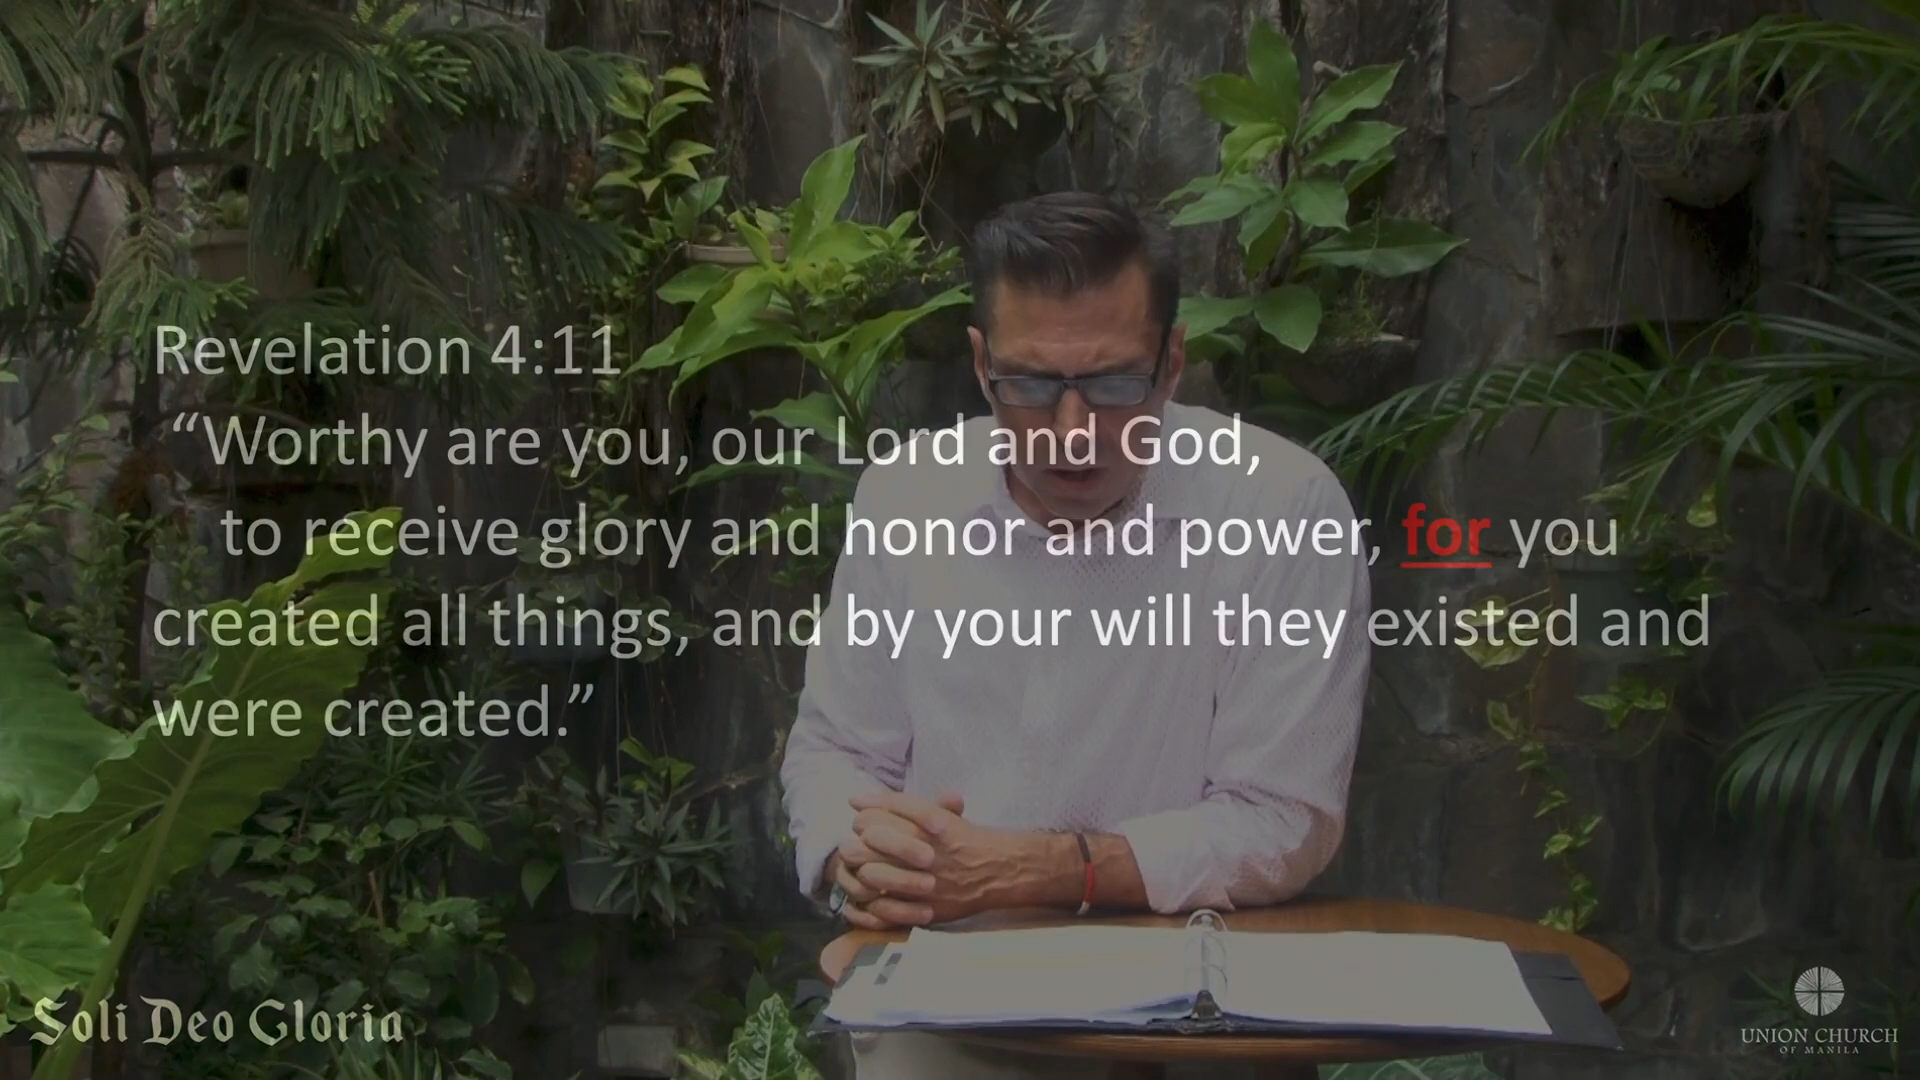 Revelation 4:11
“Worthy are you, our Lord and God,
to receive glory and honor and power, for you
created all things, and by your will they existed and
were created.”
Soli Deo Gloria
UNION CHURCH
OF MANILA